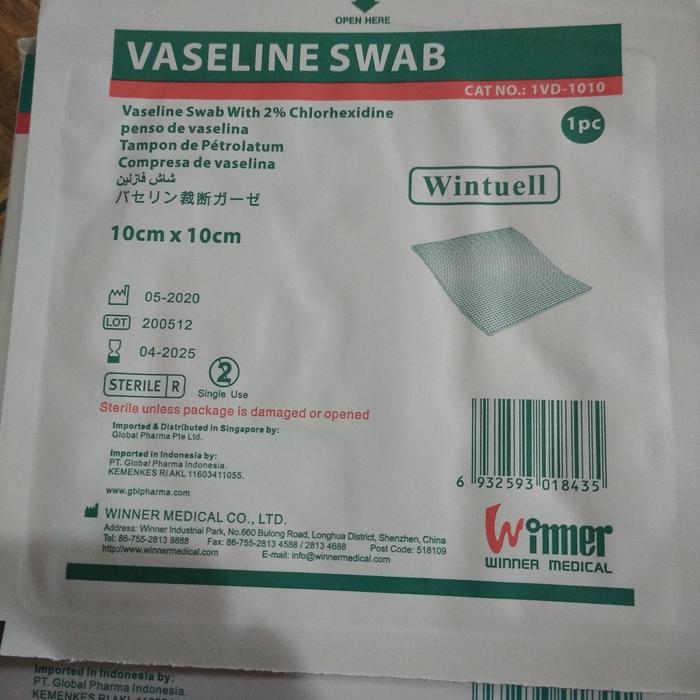 OPEN HERE
VASELINE SWAB
CAT NO.: 1VD-1010
Vaseline Swab With 2% Chlorhexidine
penso de vaselina
Tampon de Pétrolatum
Compresa de vaselina
شاش فازلين
バセリン裁断ガーゼ
1pc
Wintuell
10cm x 10cm
05-2020
LOT 200512
04-2025
STERILE R
2
Single Use
Sterile unless package is damaged or opened
Imported & Distributed in Singapore by:
Global Pharma Pte Ltd.
Imported in Indonesia by:
PT. Global Pharma Indonesia.
KEMENKES RI AKL 11603411055.
www.gblpharma.com
WINNER MEDICAL CO., LTD.
Address: Winner Industrial Park, No.660 Bulong Road, Longhua District, Shenzhen, China
Tel: 86-755-2813 8888 Fax: 86-755-2813 4588 / 2813 4688 Post Code: 518109
http://www.winnermedical.com E-mail: info@winnermedical.com
6 932593 018435
Winner
WINNER MEDICAL
Imported in Indonesia by:
PT. Global Pharma Indonesia.